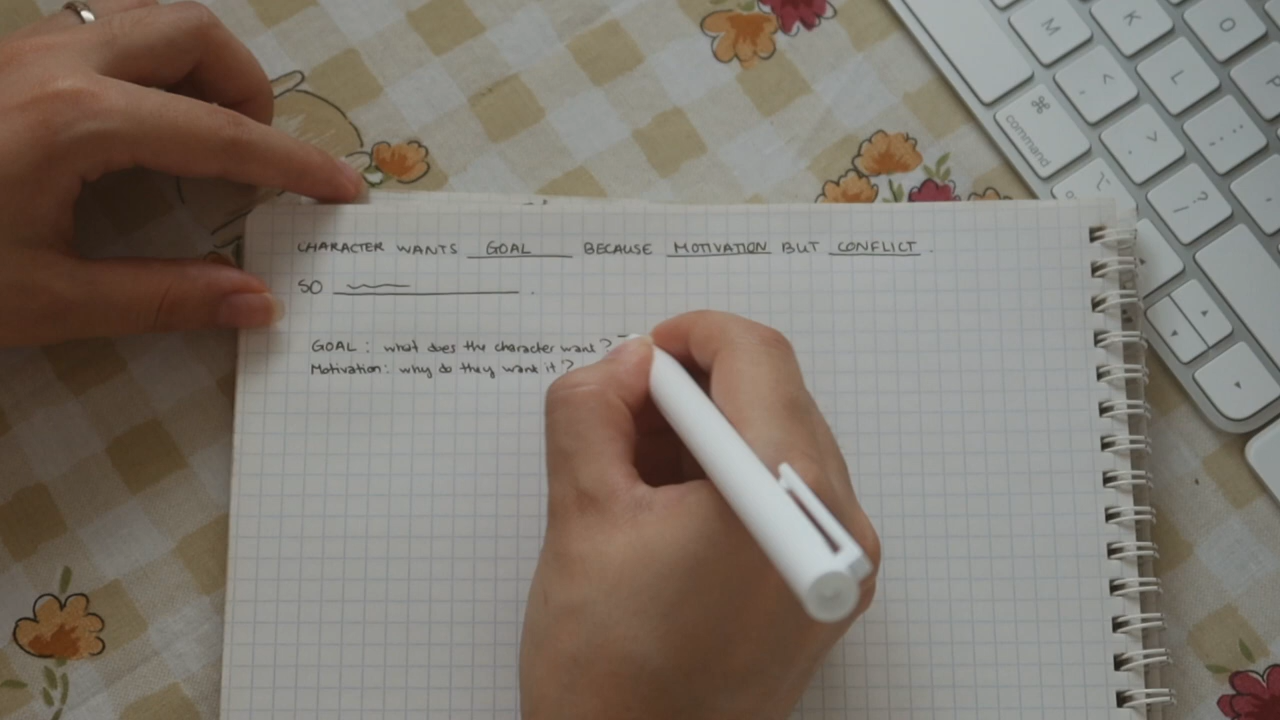 CHARACTER WANTS GOAL BECAUSE MOTIVATION BUT CONFLICT.
SO .
GOAL: what does the character want?
Motivation: why do they want it?
M
K
O
P
<
,
L
>
.
:
;
?
/
⌘
command
⌥